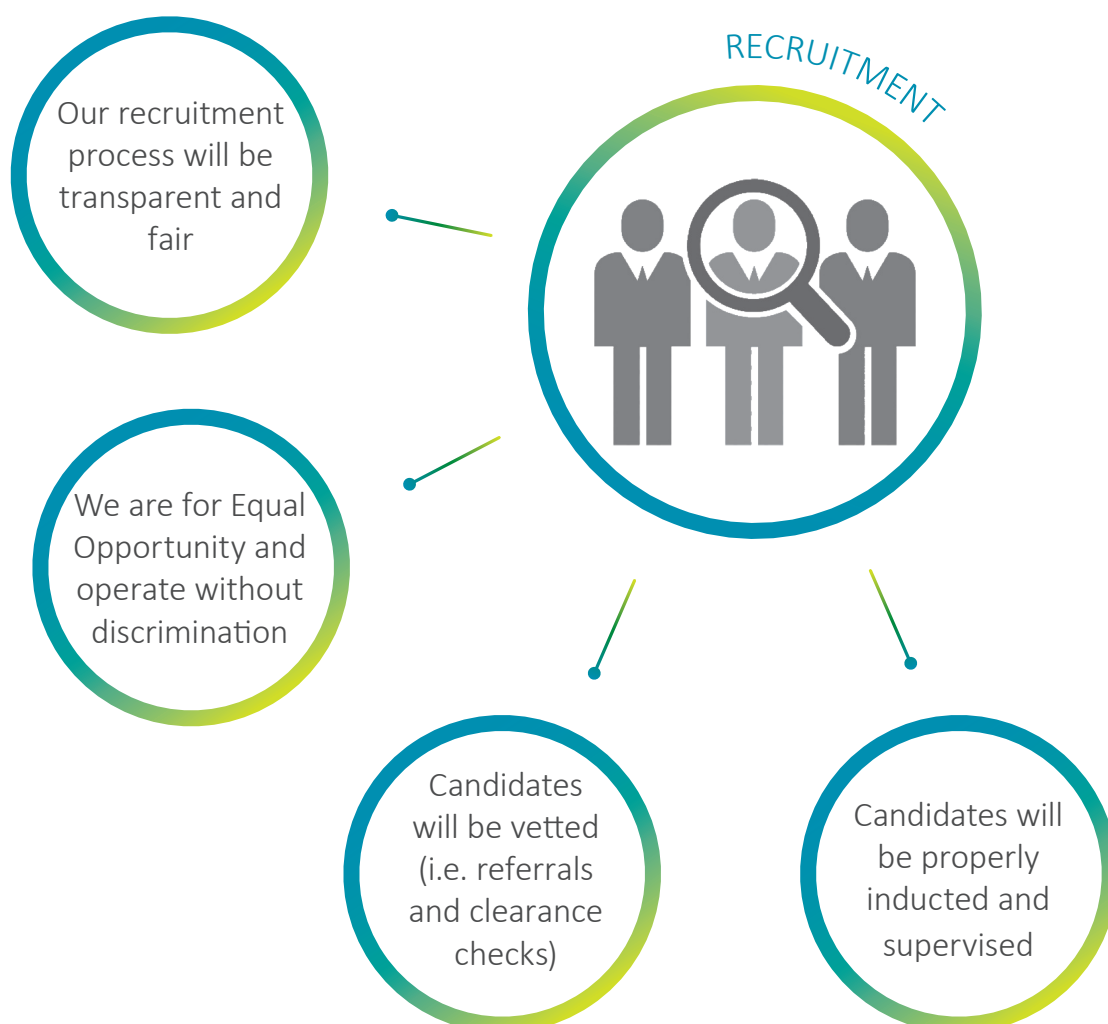 RECRUITMENT
Our recruitment
process will be
transparent and
fair
We are for Equal
Opportunity and
operate without
discrimination
Candidates
will be vetted
(i.e. referrals
and clearance
checks)
Candidates will
be properly
inducted and
supervised